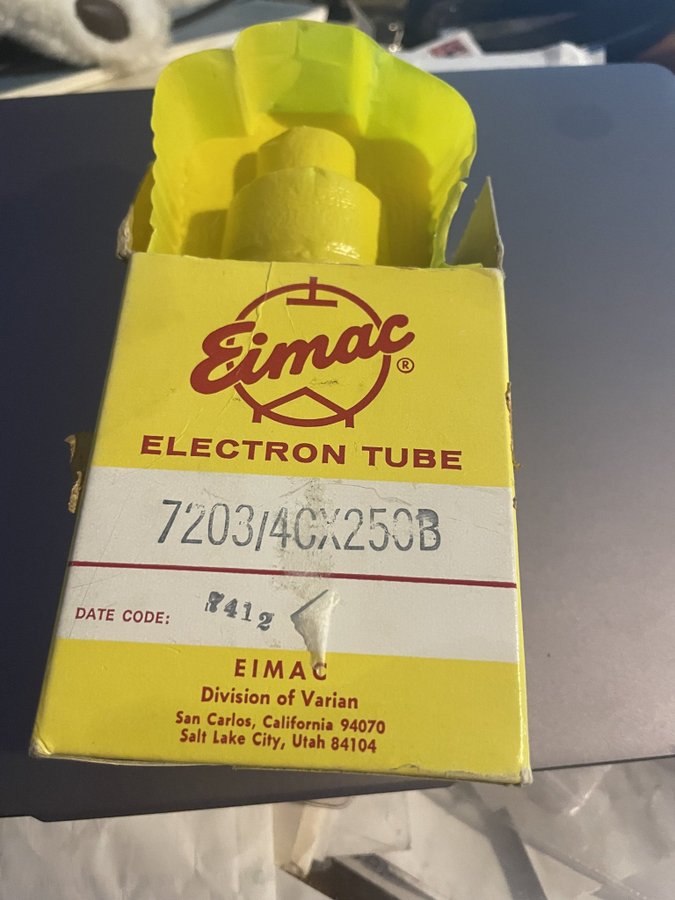 Eimac®
ELECTRON TUBE
7203/4CX250B
DATE CODE: 7412
EIMAC
Division of Varian
San Carlos, California 94070
Salt Lake City, Utah 84104